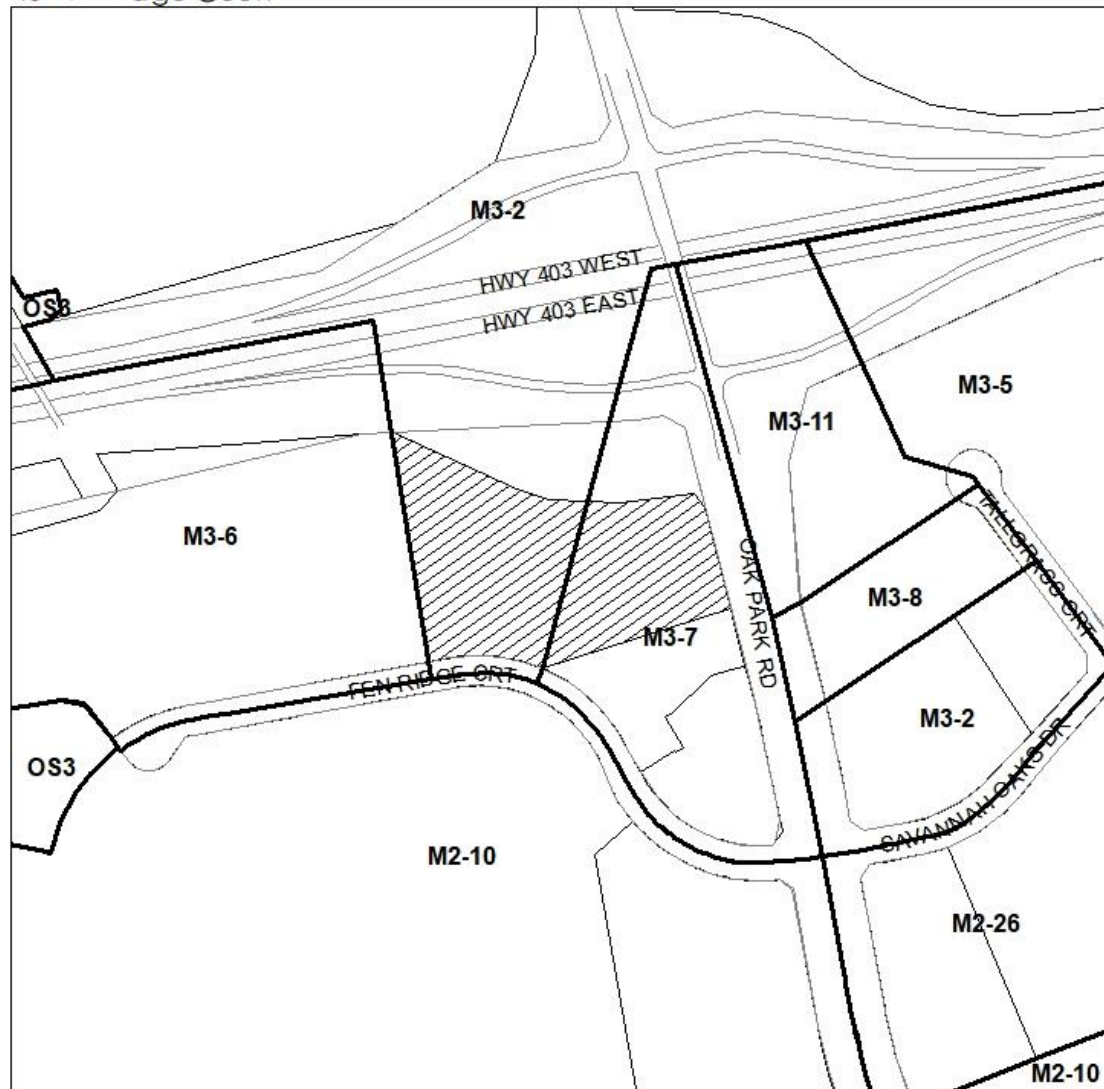 M3-2
HWY 403 WEST
OS3
HWY 403 EAST
M3-5
M3-11
M3-6
TALLGRASS CRT
OAK PARK RD
M3-8
M3-7
FEN RIDGE CRT
M3-2
OS3
SAVANNAH OAKS DR
M2-10
M2-26
M2-10